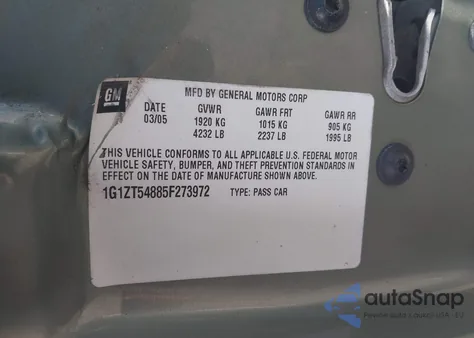 GM
MFD BY GENERAL MOTORS CORP
DATE GVWR GAWR FRT GAWR RR
03/05 1920 KG 1015 KG 905 KG
4232 LB 2237 LB 1995 LB
THIS VEHICLE CONFORMS TO ALL APPLICABLE U.S. FEDERAL MOTOR
VEHICLE SAFETY, BUMPER, AND THEFT PREVENTION STANDARDS IN
EFFECT ON THE DATE OF MANUFACTURE SHOWN ABOVE.
1G1ZT54885F273972 TYPE: PASS CAR
autoSnap